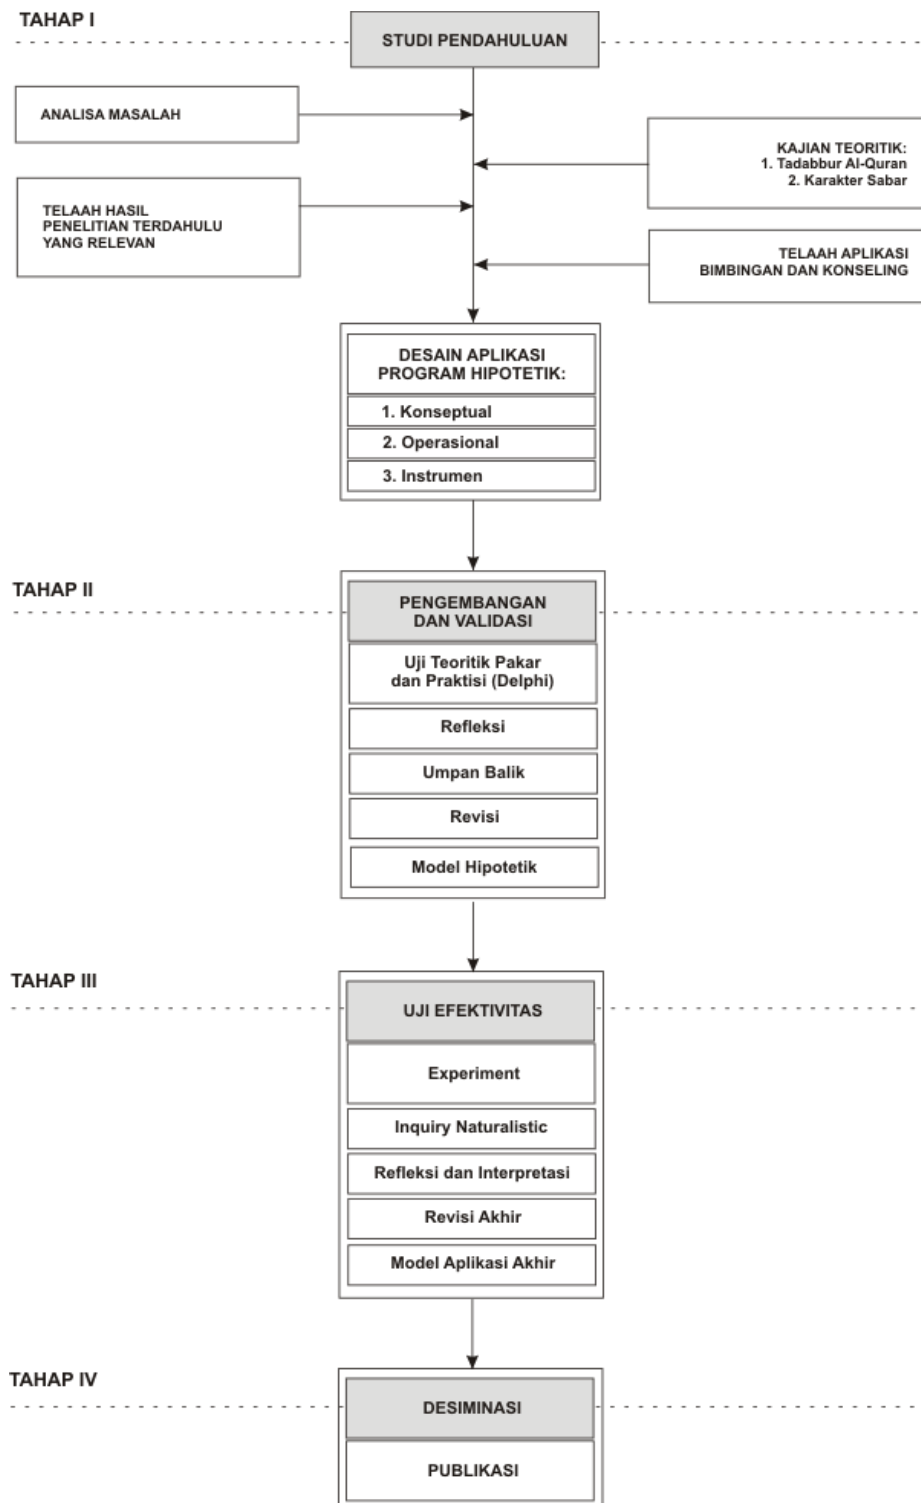 TAHAP I
STUDI PENDAHULUAN
ANALISA MASALAH
KAJIAN TEORITIK:
1. Tadabbur Al-Quran
2. Karakter Sabar
TELAAH HASIL
PENELITIAN TERDAHULU
YANG RELEVAN
TELAAH APLIKASI
BIMBINGAN DAN KONSELING
DESAIN APLIKASI
PROGRAM HIPOTETIK:
1. Konseptual
2. Operasional
3. Instrumen
TAHAP II
PENGEMBANGAN
DAN VALIDASI
Uji Teoritik Pakar
dan Praktisi (Delphi)
Refleksi
Umpan Balik
Revisi
Model Hipotetik
TAHAP III
UJI EFEKTIVITAS
Experiment
Inquiry Naturalistic
Refleksi dan Interpretasi
Revisi Akhir
Model Aplikasi Akhir
TAHAP IV
DESIMINASI
PUBLIKASI